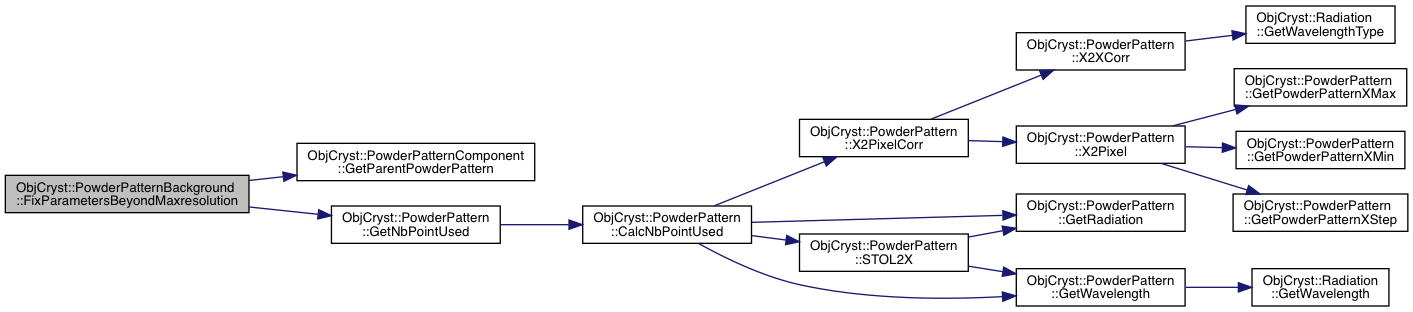 ObjCryst::PowderPatternBackground
::FixParametersBeyondMaxresolution
ObjCryst::PowderPatternComponent
::GetParentPowderPattern
ObjCryst::PowderPattern
::GetNbPointUsed
ObjCryst::PowderPattern
::CalcNbPointUsed
ObjCryst::PowderPattern
::X2PixelCorr
ObjCryst::PowderPattern
::STOL2X
ObjCryst::PowderPattern
::X2XCorr
ObjCryst::PowderPattern
::X2Pixel
ObjCryst::PowderPattern
::GetRadiation
ObjCryst::PowderPattern
::GetWavelength
ObjCryst::Radiation
::GetWavelengthType
ObjCryst::PowderPattern
::GetPowderPatternXMax
ObjCryst::PowderPattern
::GetPowderPatternXMin
ObjCryst::PowderPattern
::GetPowderPatternXStep
ObjCryst::Radiation
::GetWavelength